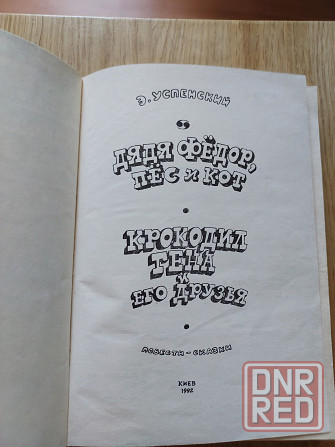 Э. УСПЕНСКИЙ
ДЯДЯ ФЁДОР,
ПЁС И КОТ
КРОКОДИЛ
ГЕНА
И
ЕГО ДРУЗЬЯ
ПОВЕСТИ-СКАЗКИ
КИЕВ
1992
DNR
RED